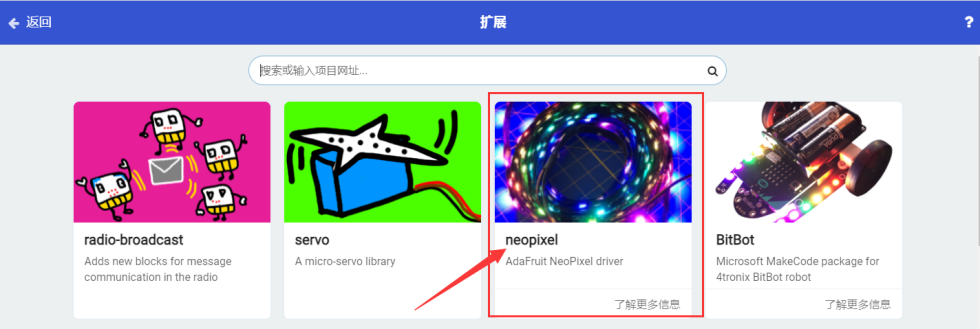 返回
扩展
?
搜索或输入项目网址...
radio-broadcast
Adds new blocks for message
communication in the radio
servo
A micro-servo library
neopixel
AdaFruit NeoPixel driver
了解更多信息
BitBot
Microsoft MakeCode package for
4tronix BitBot robot
了解更多信息